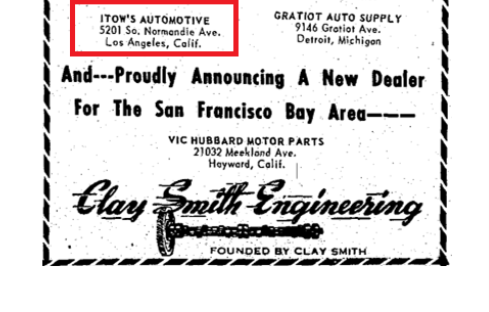 ITOW'S AUTOMOTIVE
5201 So. Normandie Ave.
Los Angeles, Calif.
GRATIOT AUTO SUPPLY
9146 Gratiot Ave.
Detroit, Michigan
And---Proudly Announcing A New Dealer
For The San Francisco Bay Area———
VIC HUBBARD MOTOR PARTS
21032 Meekland Ave.
Hayward, Calif.
Clay Smith Engineering
FOUNDED BY CLAY SMITH